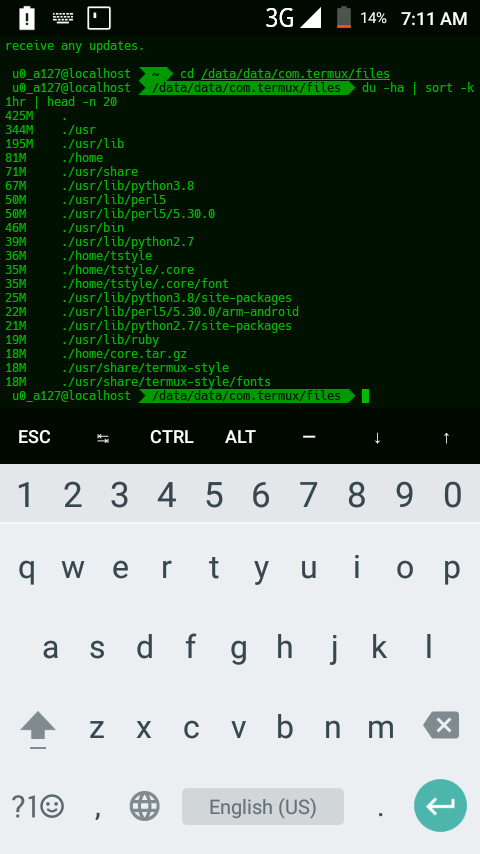 3G 14% 7:11 AM
receive any updates.
u0_a127@localhost ~ cd /data/data/com.termux/files
u0_a127@localhost /data/data/com.termux/files du -ha | sort -k
1hr | head -n 20
425M .
344M ./usr
195M ./usr/lib
81M ./home
71M ./usr/share
67M ./usr/lib/python3.8
50M ./usr/lib/perl5
50M ./usr/lib/perl5/5.30.0
46M ./usr/bin
39M ./usr/lib/python2.7
36M ./home/tstyle
35M ./home/tstyle/.core
35M ./home/tstyle/.core/font
25M ./usr/lib/python3.8/site-packages
22M ./usr/lib/perl5/5.30.0/arm-android
21M ./usr/lib/python2.7/site-packages
19M ./usr/lib/ruby
18M ./home/core.tar.gz
18M ./usr/share/termux-style
18M ./usr/share/termux-style/fonts
u0_a127@localhost /data/data/com.termux/files
ESC ↹ CTRL ALT — ↓ ↑
1 2 3 4 5 6 7 8 9 0
q w e r t y u i o p
a s d f g h j k l
z x c v b n m
?1☺ , English (US) .